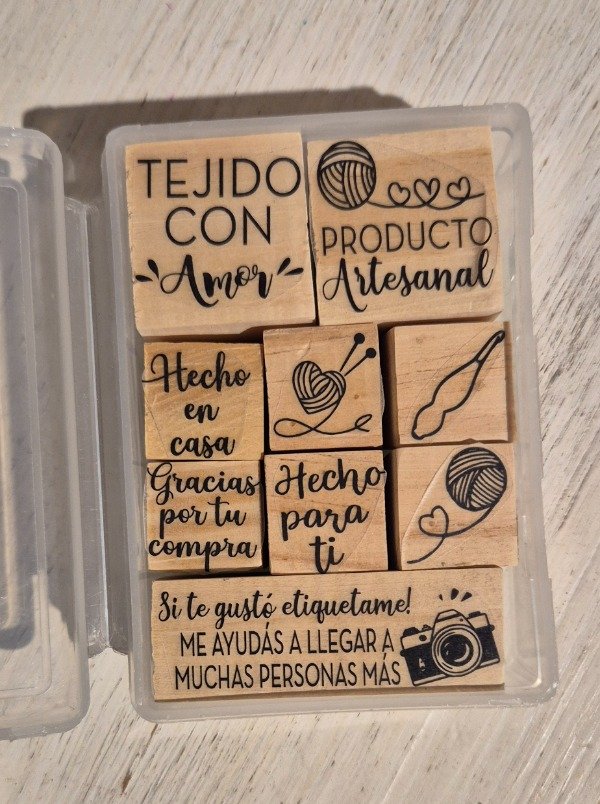 TEJIDO
CON
Amor
PRODUCTO
Artesanal
Hecho
en
casa
Gracias
por tu
compra
Hecho
para
ti
Si te gustó etiquetame!
ME AYUDÁS A LLEGAR A
MUCHAS PERSONAS MÁS